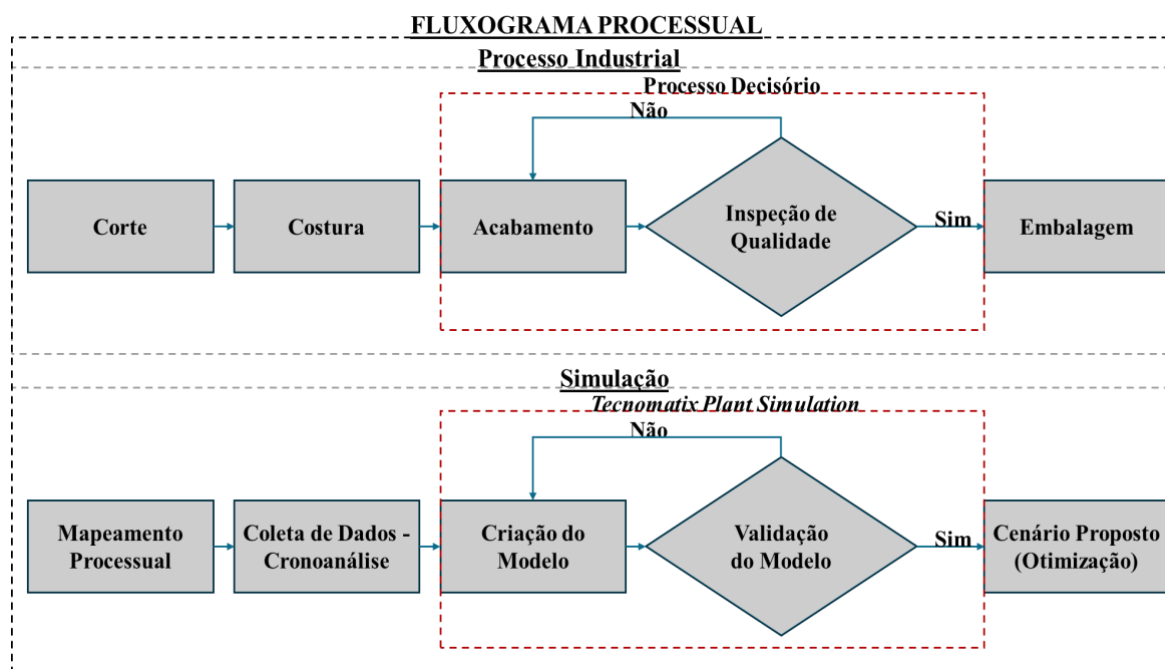 FLUXOGRAMA PROCESSUAL
Processo Industrial
Processo Decisório
Não
Corte
Costura
Acabamento
Inspeção de
Qualidade
Sim
Embalagem
Simulação
Tecnomatix Plant Simulation
Não
Mapeamento
Processual
Coleta de Dados -
Cronoanálise
Criação do
Modelo
Validação
do Modelo
Sim
Cenário Proposto
(Otimização)